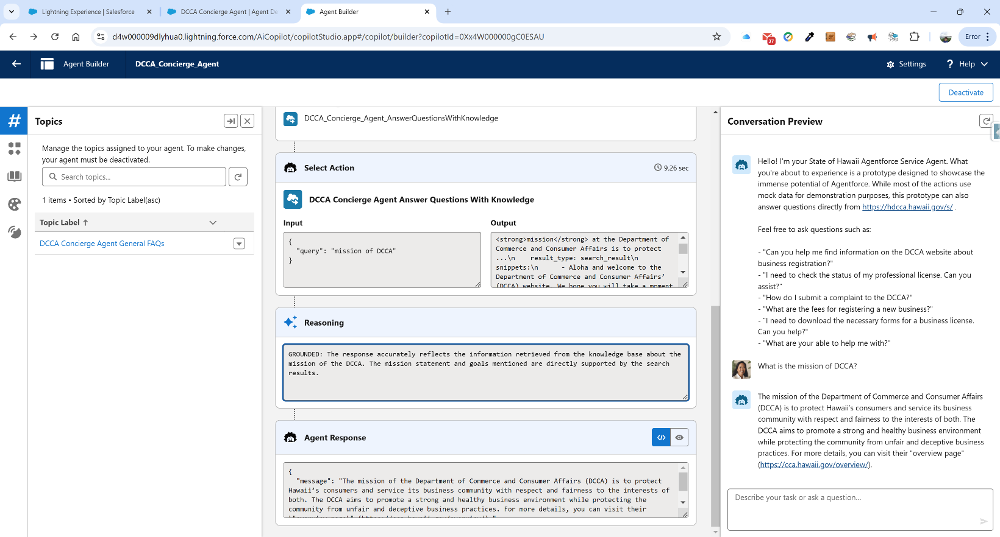 Lightning Experience | Salesforce
DCCA Concierge Agent | Agent De
Agent Builder
d4w000009dlyhua0.lightning.force.com/AiCopilot/copilotStudio.app#/copilot/builder?copilotId=0Xx4W000000gC0ESAU
37
Error
Agent Builder
DCCA_Concierge_Agent
Settings
? Help
Deactivate
#
Topics
Manage the topics assigned to your agent. To make changes,
your agent must be deactivated.
Search topics...
1 items • Sorted by Topic Label(asc)
Topic Label ↑
DCCA Concierge Agent General FAQs
DCCA_Concierge_Agent_AnswerQuestionsWithKnowledge
Select Action
9.26 sec
DCCA Concierge Agent Answer Questions With Knowledge
Input
{
"query": "mission of DCCA"
}
Output
<strong>mission</strong> at the Department of
Commerce and Consumer Affairs is to protect
...\n    result_type: search_result\n
snippets:\n      - Aloha and welcome to the
Department of Commerce and Consumer Affairs’
(DCCA) website. We hope you will take a moment
Reasoning
GROUNDED: The response accurately reflects the information retrieved from the knowledge base about the
mission of the DCCA. The mission statement and goals mentioned are directly supported by the search
results.
Agent Response
</>
{
"message": "The mission of the Department of Commerce and Consumer Affairs (DCCA) is to protect
Hawaii’s consumers and service its business community with respect and fairness to the interests of
both. The DCCA aims to promote a strong and healthy business environment while protecting the
community from unfair and deceptive business practices. For more details, you can visit their
\"overview page\" (https://cca.hawaii.gov/overview/)."
Conversation Preview
Hello! I'm your State of Hawaii Agentforce Service Agent. What
you're about to experience is a prototype designed to showcase the
immense potential of Agentforce. While most of the actions use
mock data for demonstration purposes, this prototype can also
answer questions directly from https://hdcca.hawaii.gov/s/ .
Feel free to ask questions such as:
- "Can you help me find information on the DCCA website about
business registration?"
- "I need to check the status of my professional license. Can you
assist?"
- "How do I submit a complaint to the DCCA?"
- "What are the fees for registering a new business?"
- "I need to download the necessary forms for a business license.
Can you help?"
- "What are your able to help me with?"
What is the mission of DCCA?
The mission of the Department of Commerce and Consumer Affairs
(DCCA) is to protect Hawaii’s consumers and service its business
community with respect and fairness to the interests of both. The
DCCA aims to promote a strong and healthy business environment
while protecting the community from unfair and deceptive business
practices. For more details, you can visit their "overview page"
(https://cca.hawaii.gov/overview/).
Describe your task or ask a question...